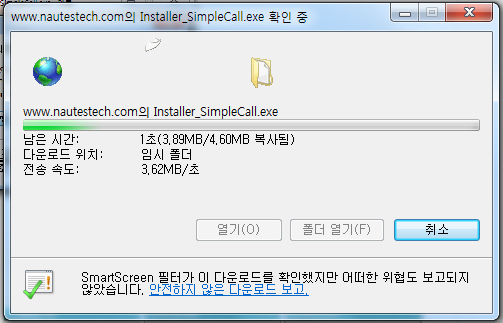 www.nautestech.com의 Installer_SimpleCall.exe 확인 중
www.nautestech.com의 Installer_SimpleCall.exe
남은 시간: 1초(3,89MB/4,60MB 복사됨)
다운로드 위치: 임시 폴더
전송 속도: 3,62MB/초
열기(O) 폴더 열기(F) 취소
SmartScreen 필터가 이 다운로드를 확인했지만 어떠한 위협도 보고되지
않았습니다. 안전하지 않은 다운로드 보고.